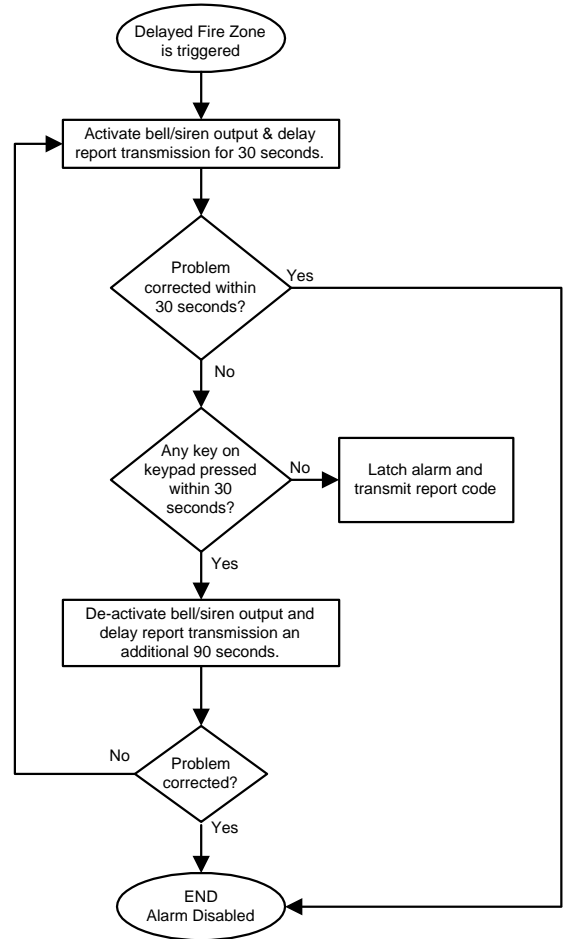 Delayed Fire Zone
is triggered
Activate bell/siren output & delay
report transmission for 30 seconds.
Problem
corrected within
30 seconds?
Yes
No
Any key on
keypad pressed
within 30
seconds?
No
Latch alarm and
transmit report code
Yes
De-activate bell/siren output and
delay report transmission an
additional 90 seconds.
No
Problem
corrected?
Yes
END
Alarm Disabled